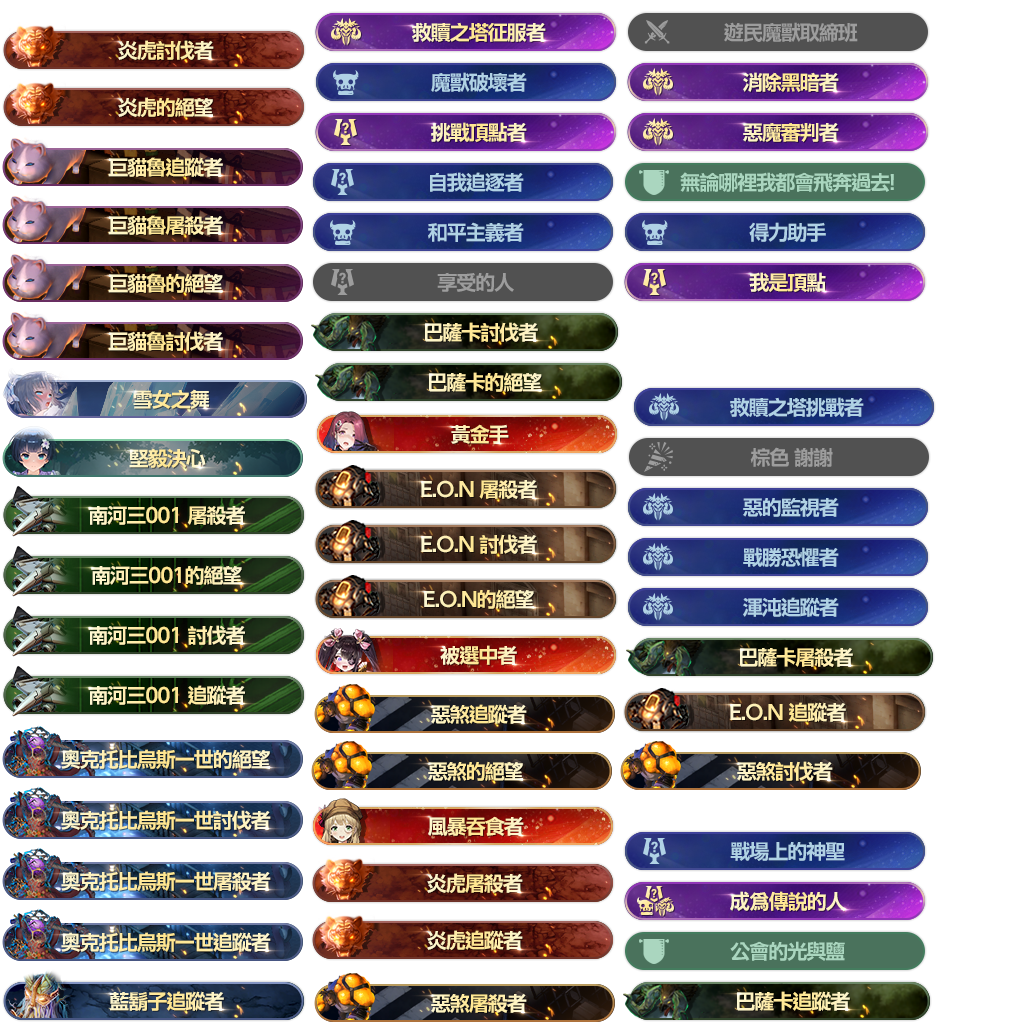 炎虎討伐者
炎虎的絕望
巨貓魯追蹤者
巨貓魯屠殺者
巨貓魯的絕望
巨貓魯討伐者
雪女之舞
堅毅決心
南河三001 屠殺者
南河三001的絕望
南河三001 討伐者
南河三001 追蹤者
奧克托比烏斯一世的絕望
奧克托比烏斯一世討伐者
奧克托比烏斯一世屠殺者
奧克托比烏斯一世追蹤者
藍鬍子追蹤者
救贖之塔征服者
魔獸破壞者
挑戰頂點者
自我追逐者
和平主義者
享受的人
巴薩卡討伐者
巴薩卡的絕望
黃金手
E.O.N 屠殺者
E.O.N 討伐者
E.O.N的絕望
被選中者
惡煞追蹤者
惡煞的絕望
風暴吞食者
炎虎屠殺者
炎虎追蹤者
惡煞屠殺者
遊民魔獸取締班
消除黑暗者
惡魔審判者
無論哪裡我都會飛奔過去!
得力助手
我是頂點
救贖之塔挑戰者
棕色 謝謝
惡的監視者
戰勝恐懼者
渾沌追蹤者
巴薩卡屠殺者
E.O.N 追蹤者
惡煞討伐者
戰場上的神聖
成為傳說的人
公會的光與鹽
巴薩卡追蹤者